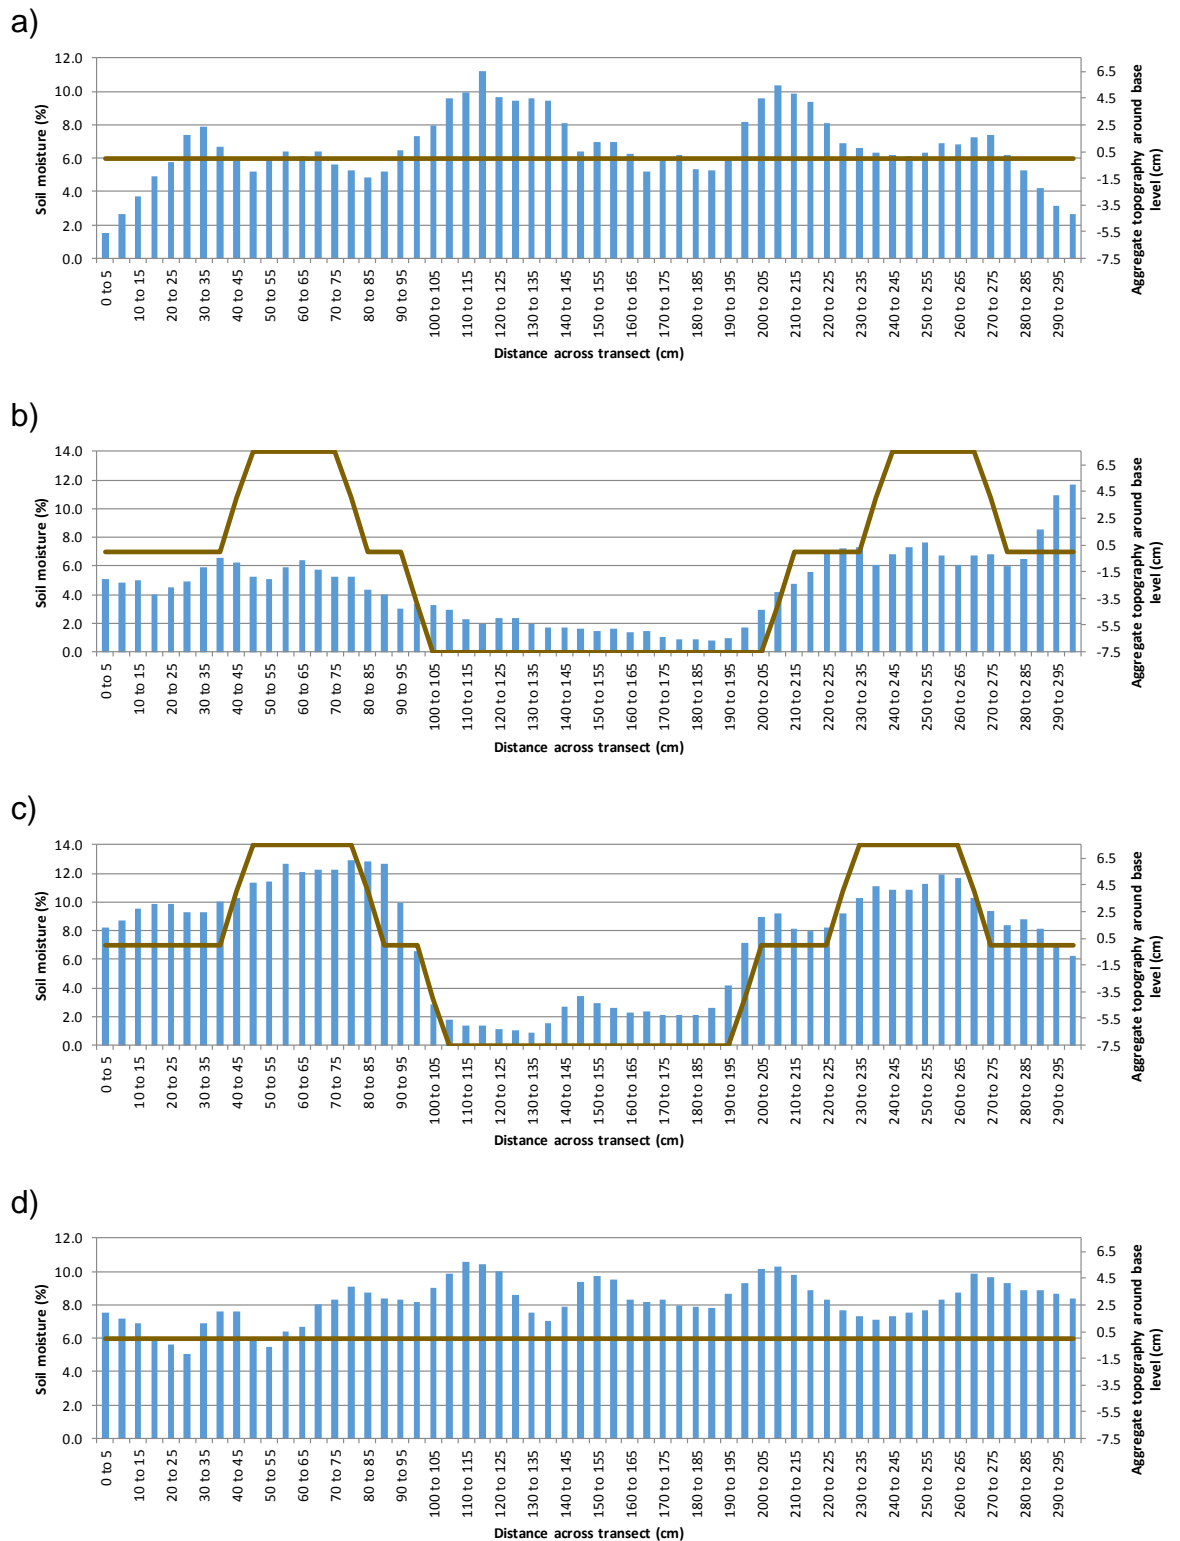 a)
12.0
10.0
8.0
6.0
4.0
2.0
0.0
Soil moisture (%)
6.5
4.5
2.5
0.5
-1.5
-3.5
-5.5
-7.5
Aggregate topography around base
level (cm)
0 to 5
10 to 15
20 to 25
30 to 35
40 to 45
50 to 55
60 to 65
70 to 75
80 to 85
90 to 95
100 to 105
110 to 115
120 to 125
130 to 135
140 to 145
150 to 155
160 to 165
170 to 175
180 to 185
190 to 195
200 to 205
210 to 215
220 to 225
230 to 235
240 to 245
250 to 255
260 to 265
270 to 275
280 to 285
290 to 295
Distance across transect (cm)
b)
14.0
12.0
10.0
8.0
6.0
4.0
2.0
0.0
Soil moisture (%)
6.5
4.5
2.5
0.5
-1.5
-3.5
-5.5
-7.5
Aggregate topography around base
level (cm)
0 to 5
10 to 15
20 to 25
30 to 35
40 to 45
50 to 55
60 to 65
70 to 75
80 to 85
90 to 95
100 to 105
110 to 115
120 to 125
130 to 135
140 to 145
150 to 155
160 to 165
170 to 175
180 to 185
190 to 195
200 to 205
210 to 215
220 to 225
230 to 235
240 to 245
250 to 255
260 to 265
270 to 275
280 to 285
290 to 295
Distance across transect (cm)
c)
14.0
12.0
10.0
8.0
6.0
4.0
2.0
0.0
Soil moisture (%)
6.5
4.5
2.5
0.5
-1.5
-3.5
-5.5
-7.5
Aggregate topography around base
level (cm)
0 to 5
10 to 15
20 to 25
30 to 35
40 to 45
50 to 55
60 to 65
70 to 75
80 to 85
90 to 95
100 to 105
110 to 115
120 to 125
130 to 135
140 to 145
150 to 155
160 to 165
170 to 175
180 to 185
190 to 195
200 to 205
210 to 215
220 to 225
230 to 235
240 to 245
250 to 255
260 to 265
270 to 275
280 to 285
290 to 295
Distance across transect (cm)
d)
12.0
10.0
8.0
6.0
4.0
2.0
0.0
Soil moisture (%)
6.5
4.5
2.5
0.5
-1.5
-3.5
-5.5
-7.5
Aggregate topography around base
level (cm)
0 to 5
10 to 15
20 to 25
30 to 35
40 to 45
50 to 55
60 to 65
70 to 75
80 to 85
90 to 95
100 to 105
110 to 115
120 to 125
130 to 135
140 to 145
150 to 155
160 to 165
170 to 175
180 to 185
190 to 195
200 to 205
210 to 215
220 to 225
230 to 235
240 to 245
250 to 255
260 to 265
270 to 275
280 to 285
290 to 295
Distance across transect (cm)